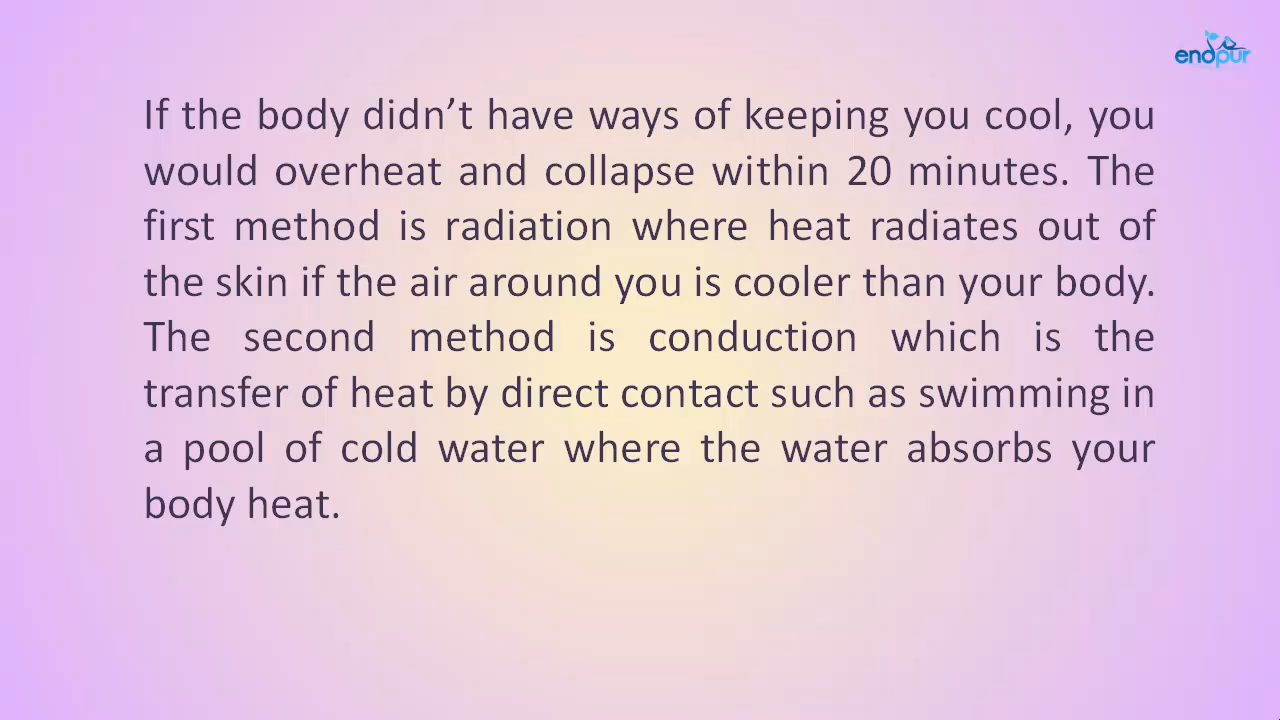 endpur
If the body didn’t have ways of keeping you cool, you
would overheat and collapse within 20 minutes. The
first method is radiation where heat radiates out of
the skin if the air around you is cooler than your body.
The second method is conduction which is the
transfer of heat by direct contact such as swimming in
a pool of cold water where the water absorbs your
body heat.